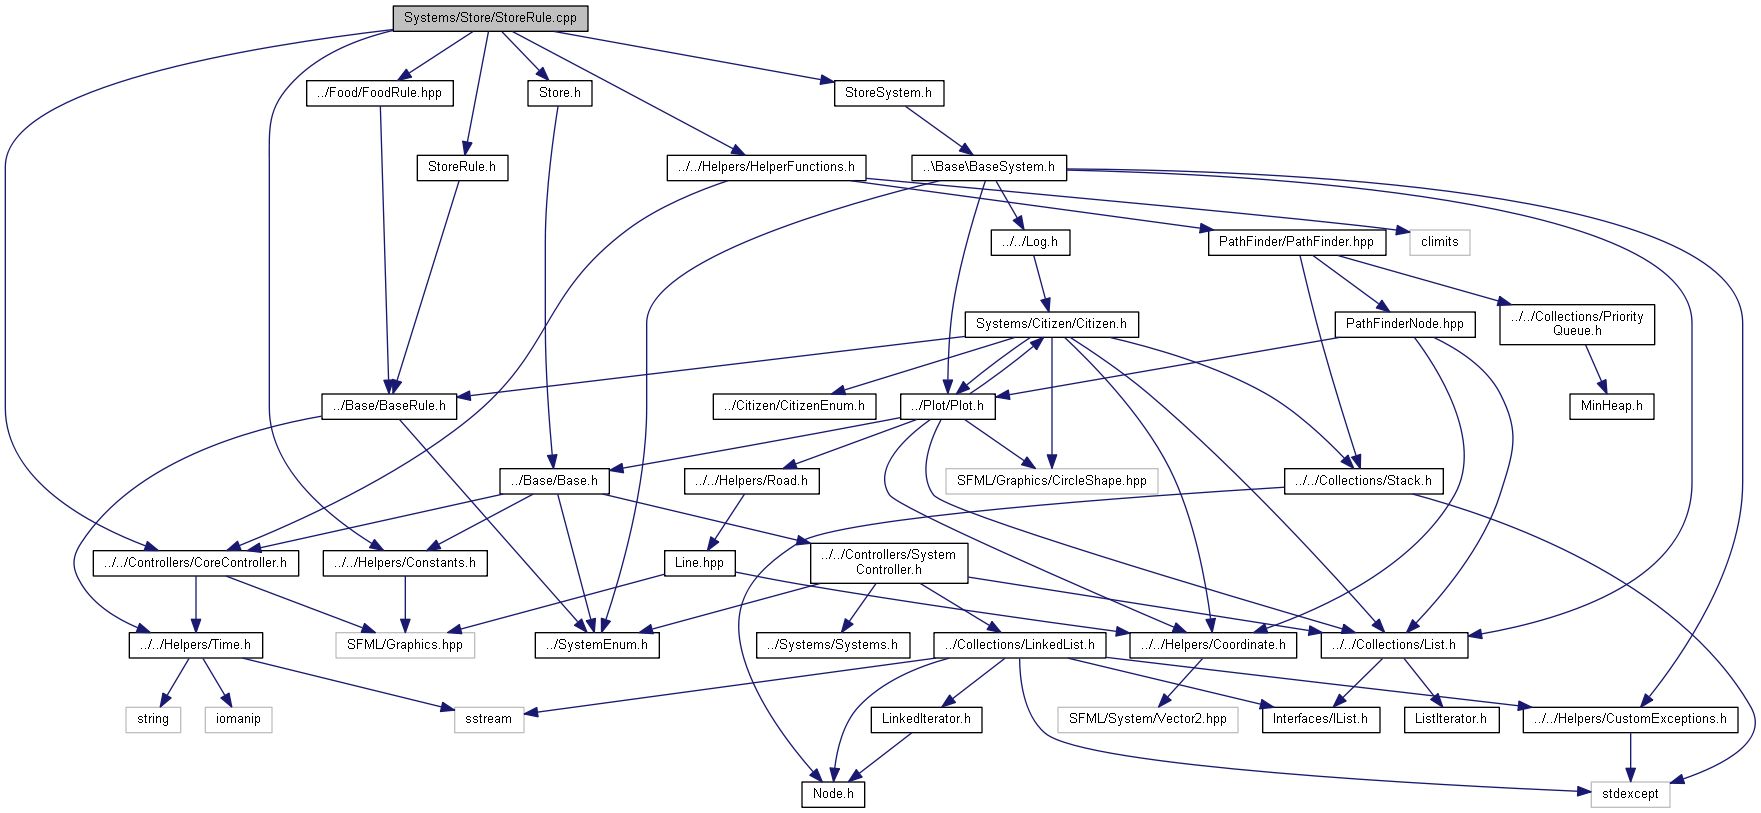 Systems/Store/StoreRule.cpp
../Food/FoodRule.hpp
Store.h
StoreSystem.h
StoreRule.h
../../Helpers/HelperFunctions.h
..\Base\BaseSystem.h
../../Log.h
PathFinder/PathFinder.hpp
climits
Systems/Citizen/Citizen.h
PathFinderNode.hpp
../../Collections/Priority
Queue.h
../Base/BaseRule.h
../Citizen/CitizenEnum.h
../Plot/Plot.h
MinHeap.h
../Base/Base.h
../../Helpers/Road.h
SFML/Graphics/CircleShape.hpp
../../Collections/Stack.h
../../Controllers/CoreController.h
../../Helpers/Constants.h
Line.hpp
../../Controllers/System
Controller.h
../../Helpers/Time.h
SFML/Graphics.hpp
../SystemEnum.h
../Systems/Systems.h
../Collections/LinkedList.h
../../Helpers/Coordinate.h
../../Collections/List.h
string
iomanip
sstream
LinkedIterator.h
SFML/System/Vector2.hpp
Interfaces/IList.h
ListIterator.h
../../Helpers/CustomExceptions.h
Node.h
stdexcept